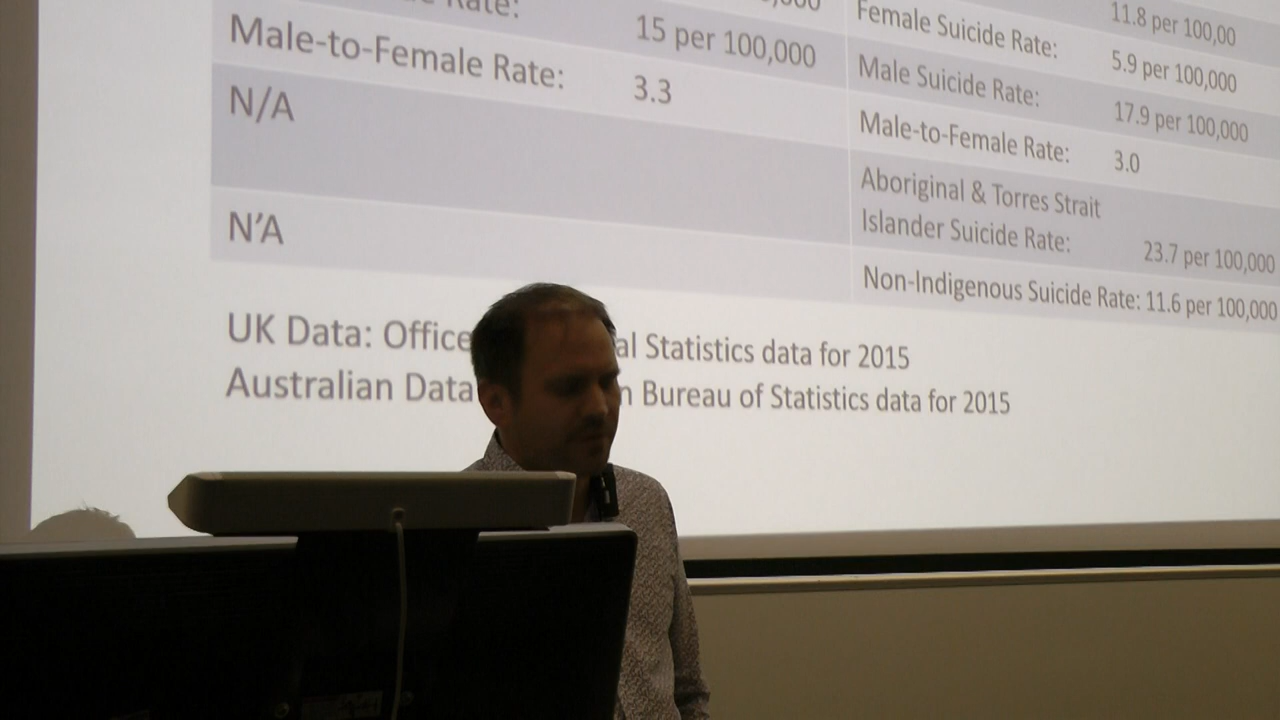 Rate:
15 per 100,000
Male-to-Female Rate: 3.3
N/A
N'A
11.8 per 100,00
Female Suicide Rate: 5.9 per 100,000
Male Suicide Rate: 17.9 per 100,000
Male-to-Female Rate: 3.0
Aboriginal & Torres Strait
Islander Suicide Rate: 23.7 per 100,000
Non-Indigenous Suicide Rate: 11.6 per 100,000
UK Data: Office al Statistics data for 2015
Australian Data n Bureau of Statistics data for 2015